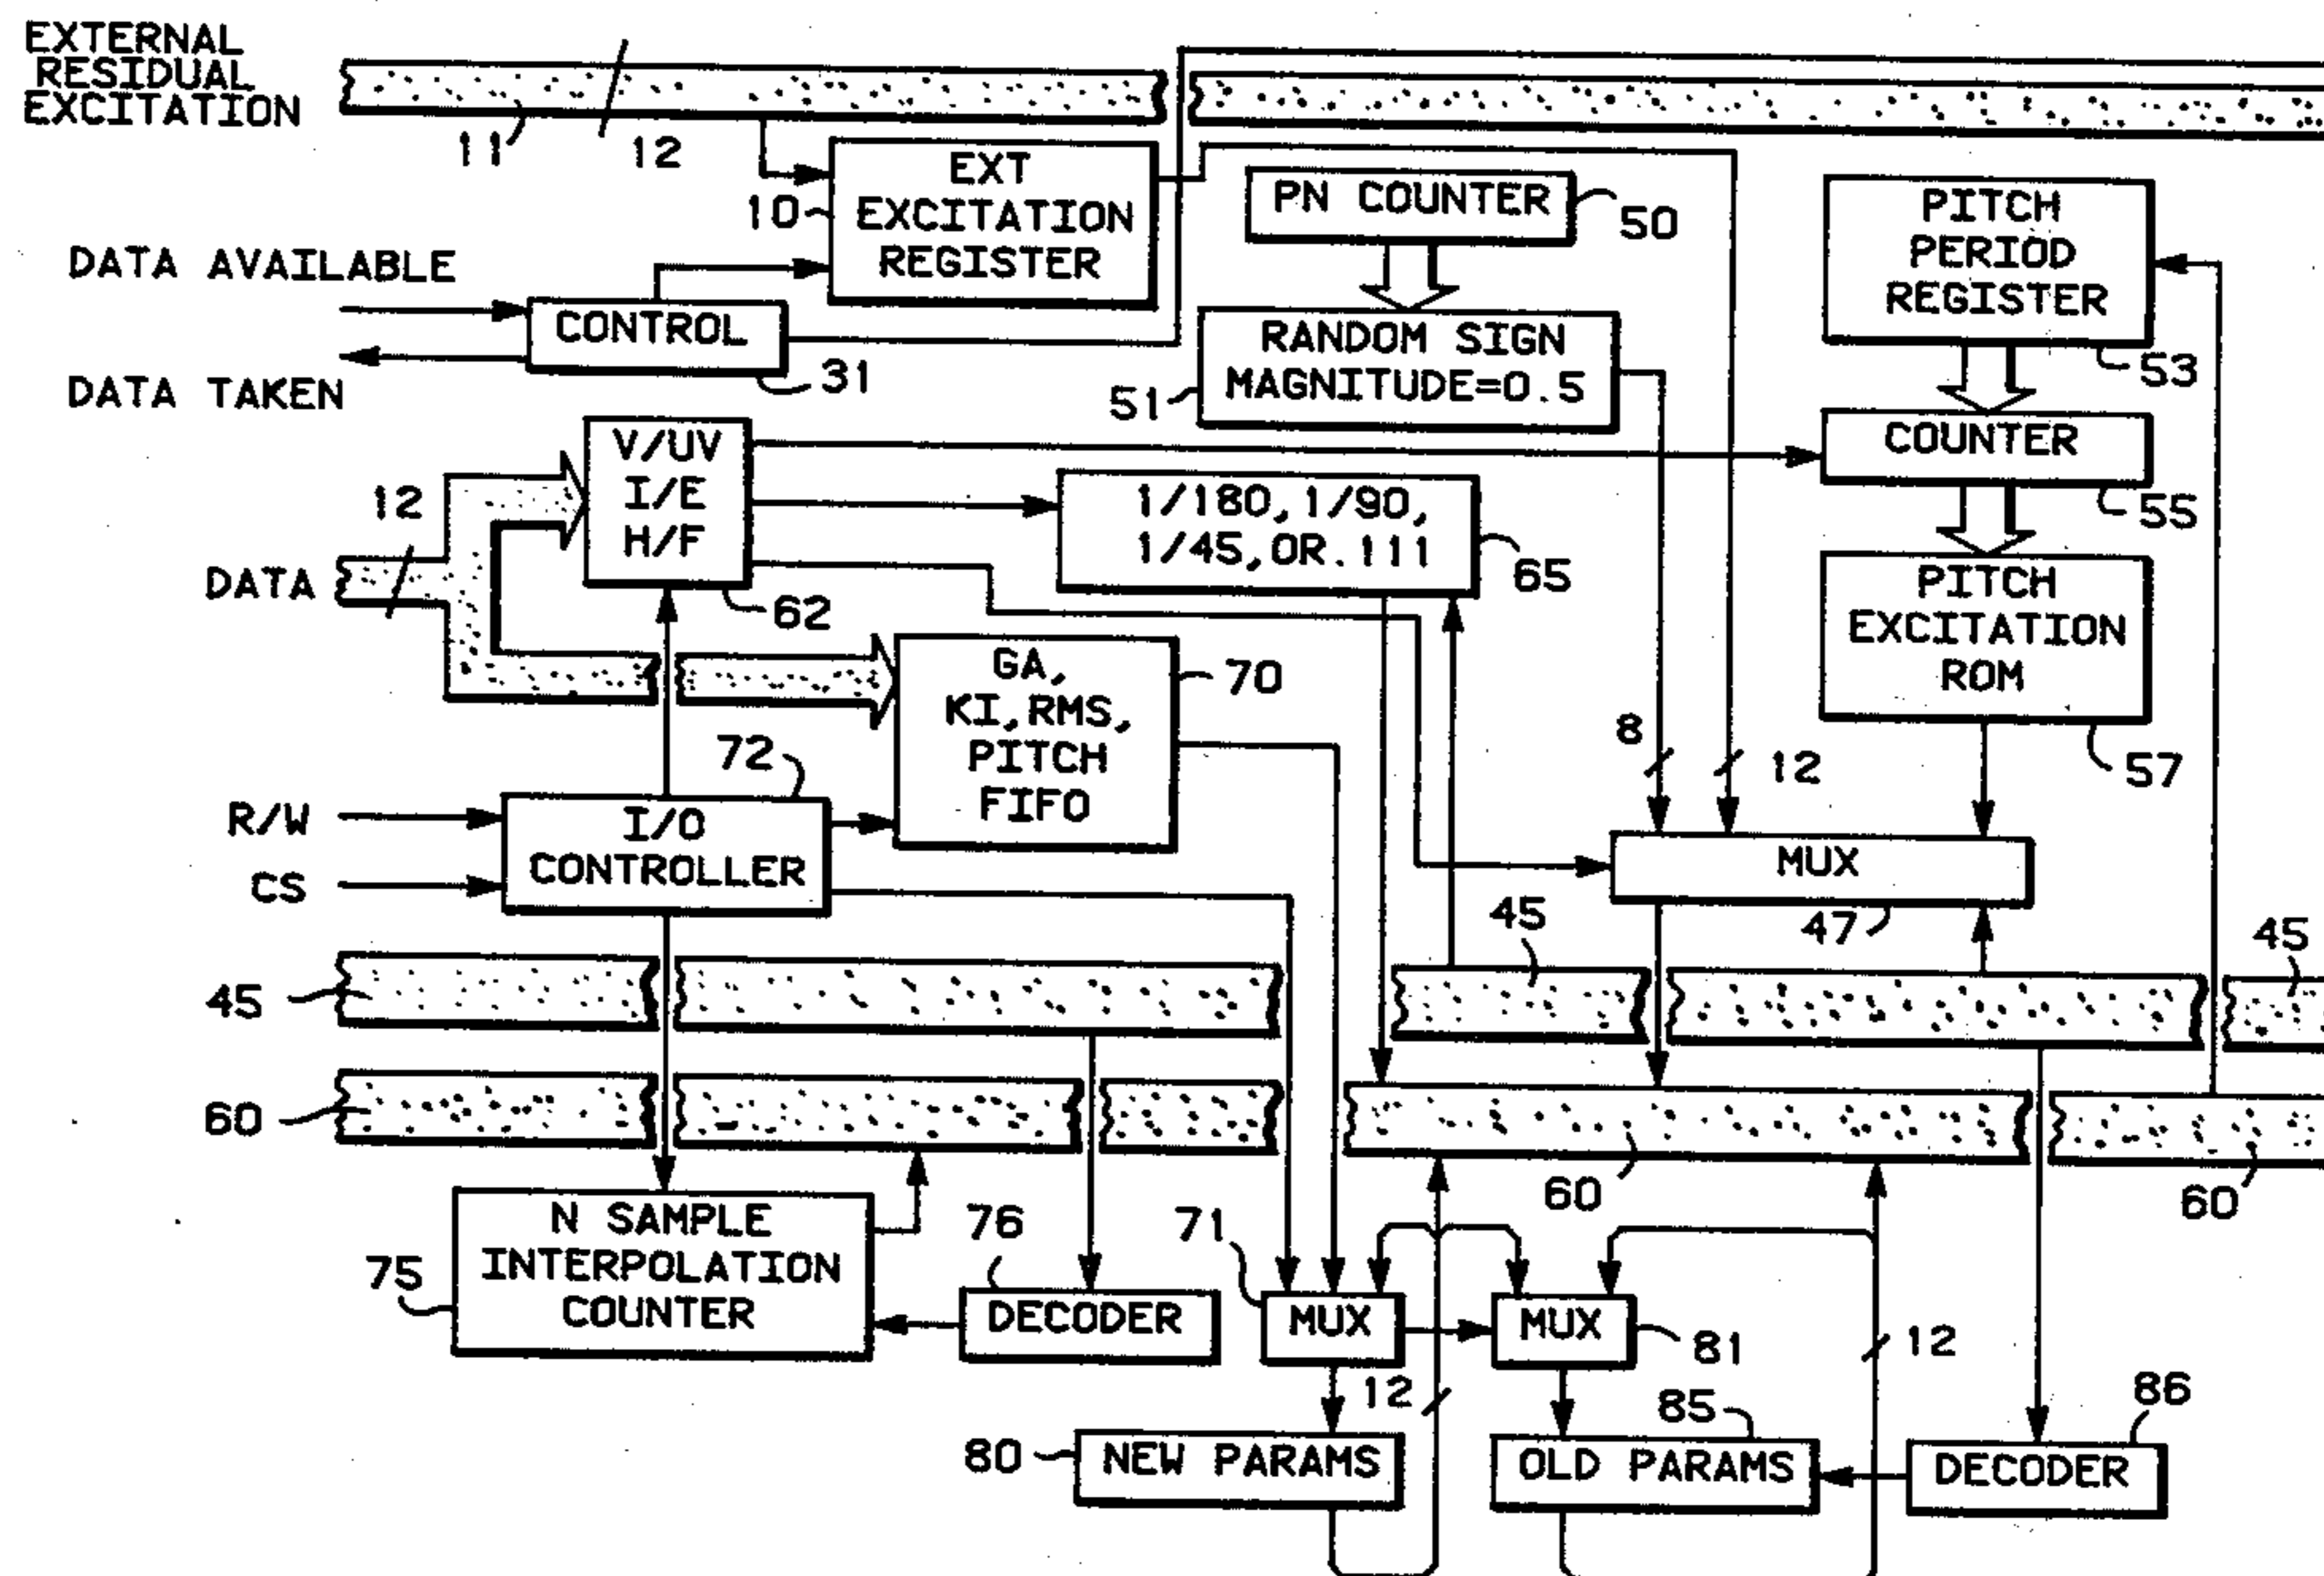 EXTERNAL
RESIDUAL
EXCITATION
11
12
10
EXT
EXCITATION
REGISTER
PN COUNTER
50
PITCH
PERIOD
REGISTER
53
DATA AVAILABLE
CONTROL
31
DATA TAKEN
RANDOM SIGN
MAGNITUDE=0.5
51
COUNTER
55
12
DATA
V/UV
I/E
H/F
62
1/180,1/90,
1/45,OR.111
65
PITCH
EXCITATION
ROM
57
GA,
KI,RMS,
PITCH
FIFO
70
8
12
72
R/W
CS
I/O
CONTROLLER
MUX
47
45
45
45
60
60
60
N SAMPLE
INTERPOLATION
COUNTER
75
76
DECODER
71
MUX
MUX
81
12
12
80
NEW PARAMS
85
OLD PARAMS
86
DECODER